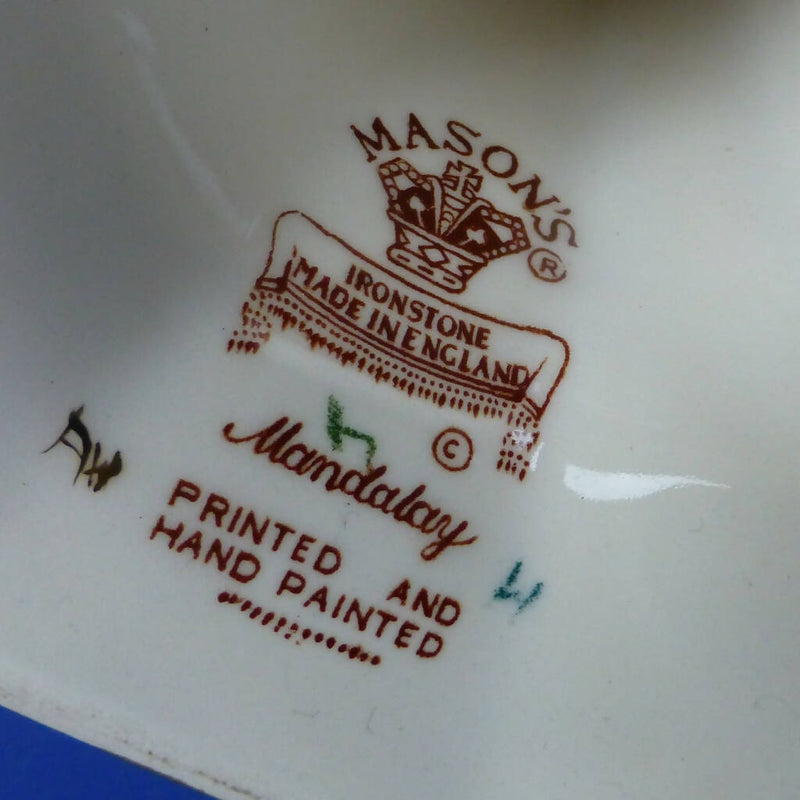 MASON'S ®
IRONSTONE
MADE IN ENGLAND
©
Mandalay
PRINTED AND
HAND PAINTED